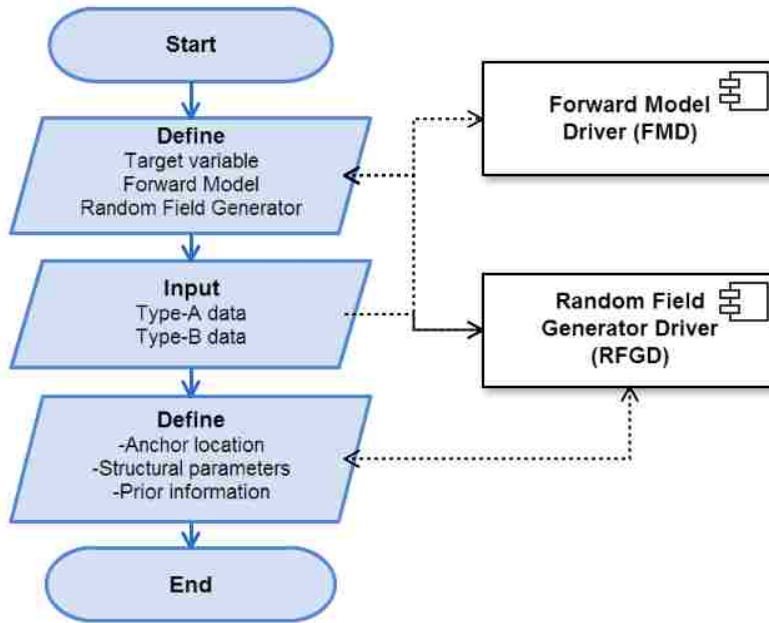 Start
Define
Target variable
Forward Model
Random Field Generator
Input
Type-A data
Type-B data
Define
-Anchor location
-Structural parameters
-Prior information
End
Forward Model
Driver (FMD)
Random Field
Generator Driver
(RFGD)